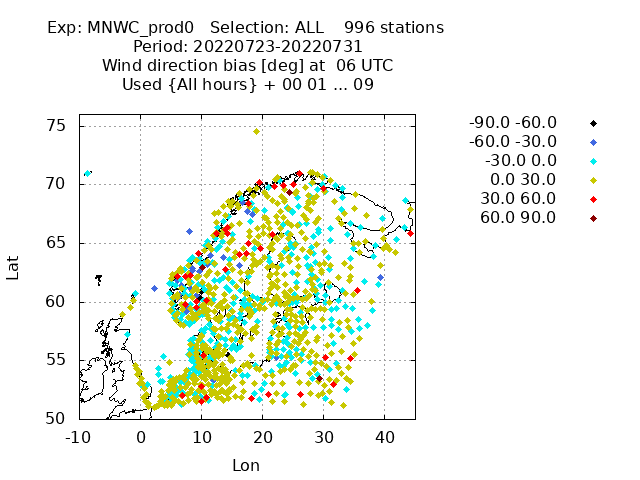 Exp: MNWC_prod0   Selection: ALL    996 stations
Period: 20220723-20220731
Wind direction bias [deg] at  06 UTC
Used {All hours} + 00 01 ... 09
-90.0 -60.0
-60.0 -30.0
-30.0 0.0
0.0 30.0
30.0 60.0
60.0 90.0
75
70
65
60
55
50
Lat
-10 0 10 20 30 40
Lon